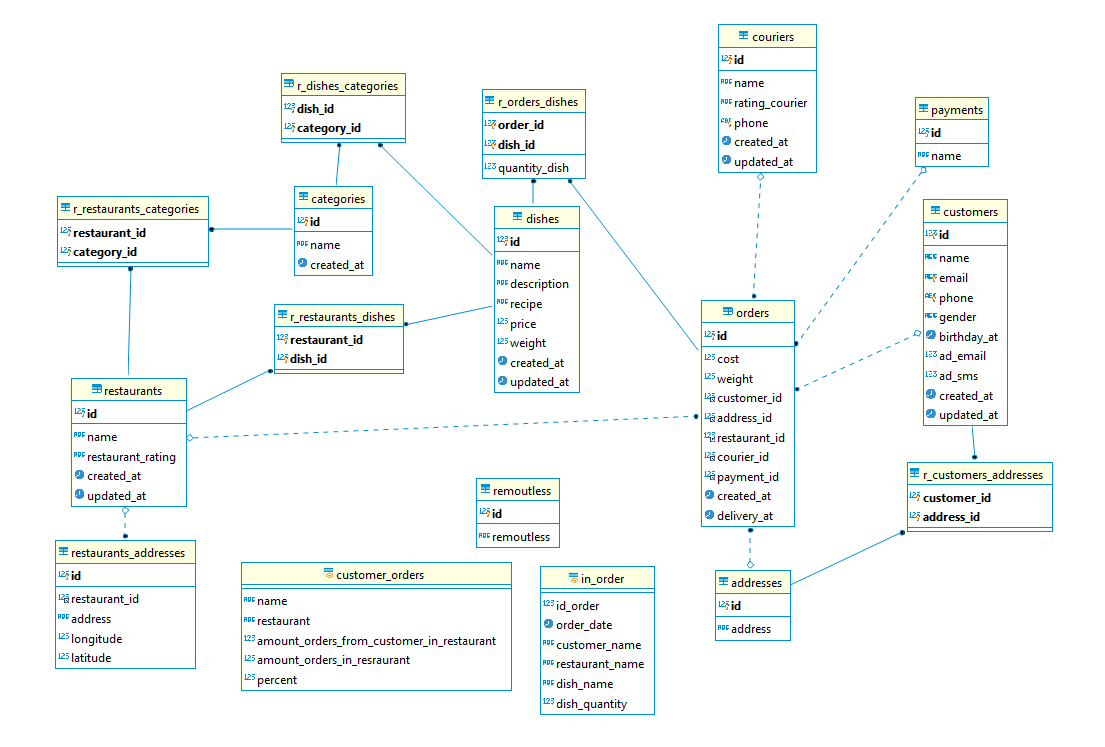 couriers
id
name
rating_courier
phone
created_at
updated_at
r_dishes_categories
dish_id
category_id
r_orders_dishes
order_id
dish_id
quantity_dish
payments
id
name
categories
id
name
created_at
r_restaurants_categories
restaurant_id
category_id
dishes
id
name
description
recipe
price
weight
created_at
updated_at
customers
id
name
email
phone
gender
birthday_at
ad_email
ad_sms
created_at
updated_at
r_restaurants_dishes
restaurant_id
dish_id
orders
id
cost
weight
customer_id
address_id
restaurant_id
courier_id
payment_id
created_at
delivery_at
restaurants
id
name
restaurant_rating
created_at
updated_at
r_customers_addresses
customer_id
address_id
remoutless
id
remoutless
restaurants_addresses
id
restaurant_id
address
longitude
latitude
customer_orders
name
restaurant
amount_orders_from_customer_in_restaurant
amount_orders_in_resraurant
percent
in_order
id_order
order_date
customer_name
restaurant_name
dish_name
dish_quantity
addresses
id
address